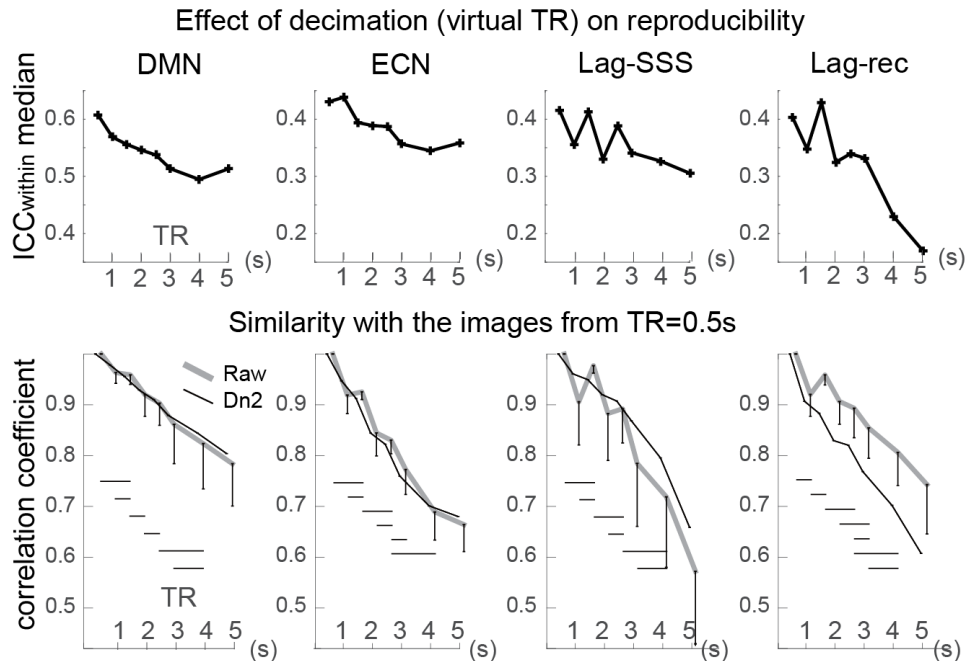 Effect of decimation (virtual TR) on reproducibility
DMN ECN Lag-SSS Lag-rec
ICCwithin median
0.6 0.5 0.4
TR
1 2 3 4 5 (s)
0.4 0.3 0.2
1 2 3 4 5 (s)
0.4 0.3 0.2
1 2 3 4 5 (s)
0.4 0.3 0.2
1 2 3 4 5 (s)
Similarity with the images from TR=0.5s
correlation coefficient
Raw
Dn2
0.9 0.8 0.7 0.6 0.5
TR
1 2 3 4 5 (s)
0.9 0.8 0.7 0.6 0.5
1 2 3 4 5 (s)
0.9 0.8 0.7 0.6 0.5
1 2 3 4 5 (s)
0.9 0.8 0.7 0.6 0.5
1 2 3 4 5 (s)